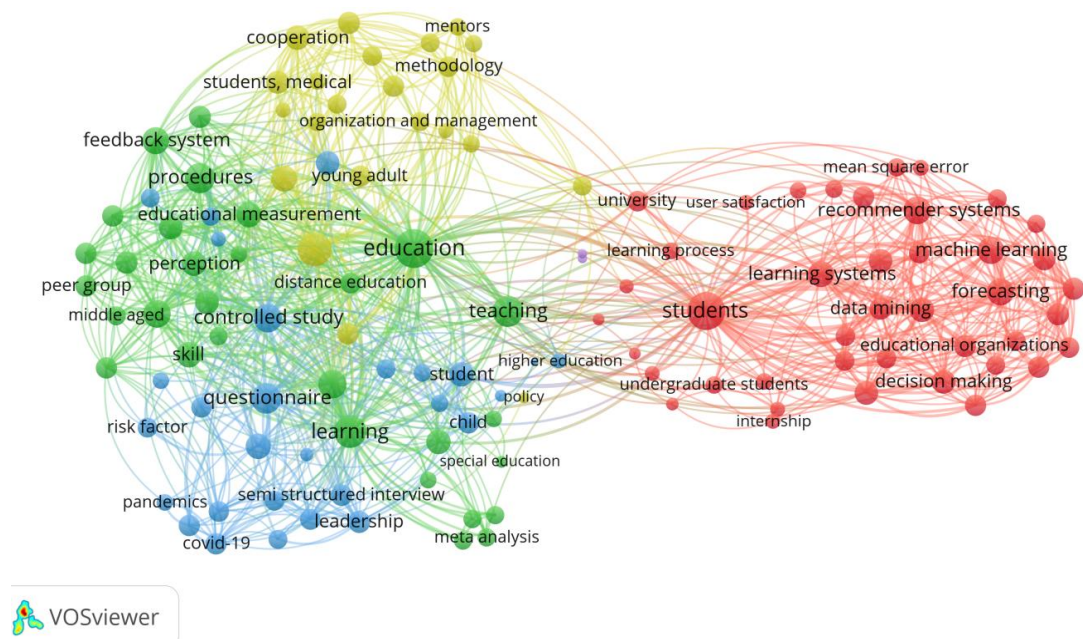 cooperation
mentors
methodology
students, medical
organization and management
feedback system
procedures
young adult
educational measurement
education
perception
distance education
peer group
middle aged
controlled study
teaching
skill
questionnaire
student
higher education
policy
risk factor
learning
child
special education
semi structured interview
pandemics
leadership
covid-19
meta analysis
mean square error
university
user satisfaction
recommender systems
learning process
machine learning
learning systems
forecasting
students
data mining
educational organizations
undergraduate students
decision making
internship
VOSviewer